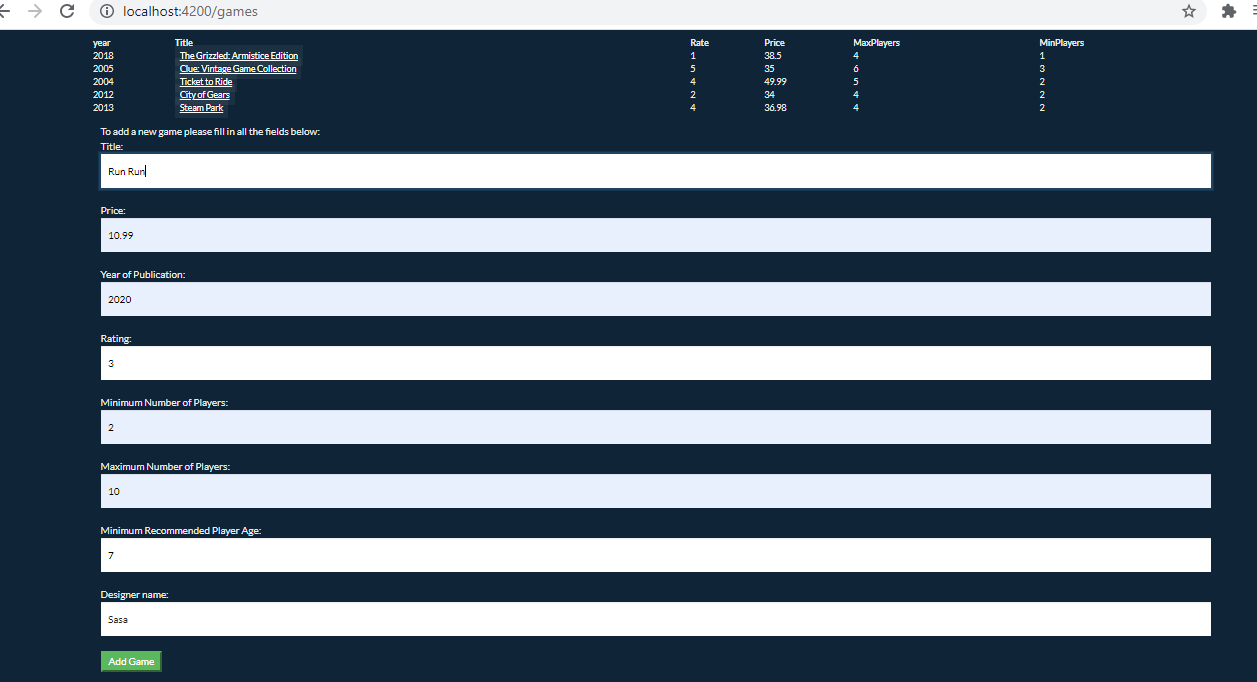 localhost:4200/games
year Title Rate Price MaxPlayers MinPlayers
2018 The Grizzled: Armistice Edition 1 38.5 4 1
2005 Clue: Vintage Game Collection 5 35 6 3
2004 Ticket to Ride 4 49.99 5 2
2012 City of Gears 2 34 4 2
2013 Steam Park 4 36.98 4 2
To add a new game please fill in all the fields below:
Title:
Run Run
Price:
10.99
Year of Publication:
2020
Rating:
3
Minimum Number of Players:
2
Maximum Number of Players:
10
Minimum Recommended Player Age:
7
Designer name:
Sasa
Add Game